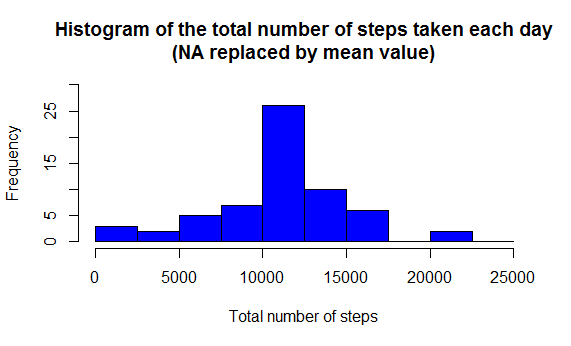 Histogram of the total number of steps taken each day
(NA replaced by mean value)
Frequency
25
15
5
0
0 5000 10000 15000 20000 25000
Total number of steps